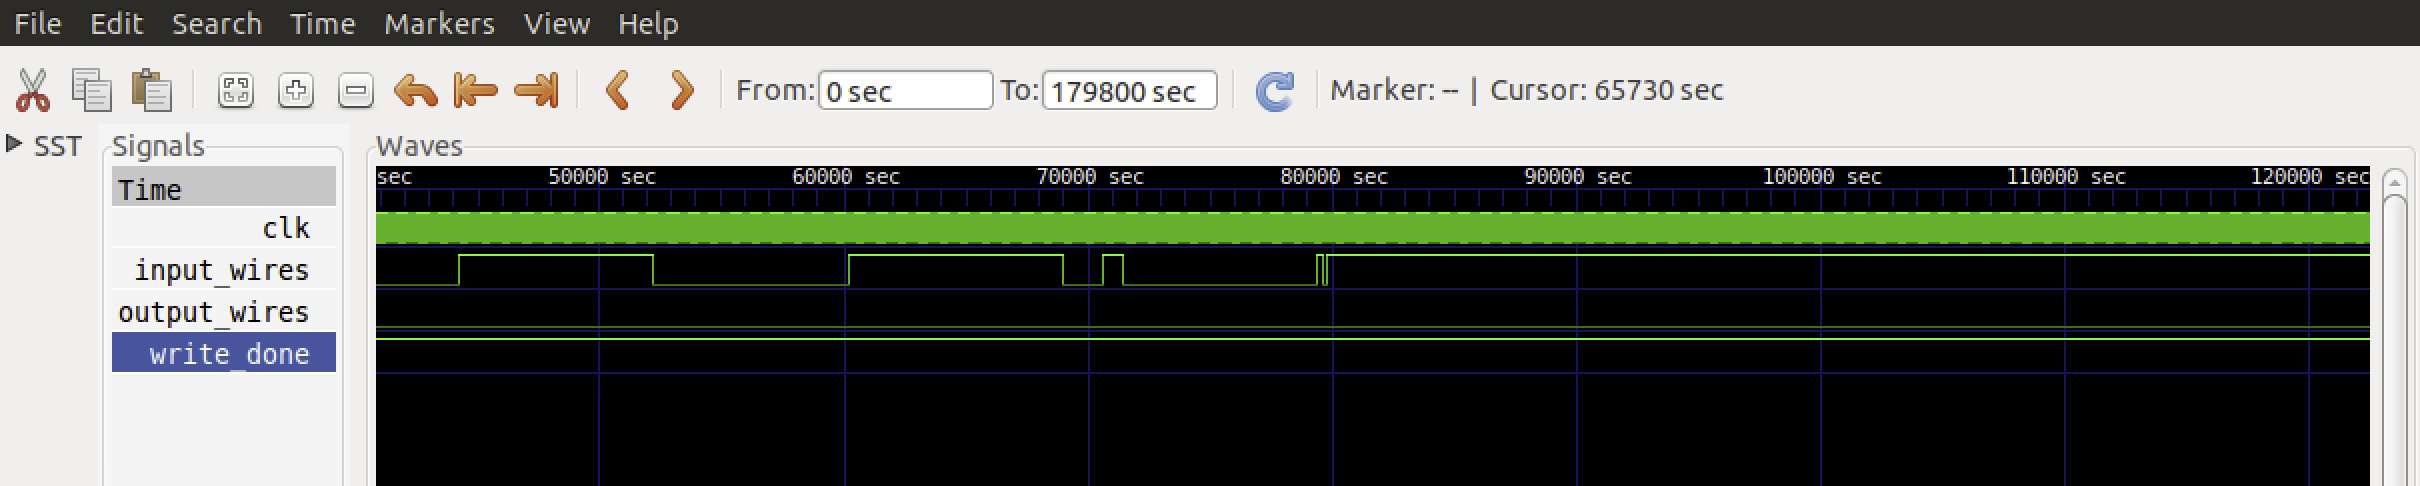 File Edit Search Time Markers View Help
From: 0 sec To: 179800 sec Marker: -- | Cursor: 65730 sec
SST Signals Waves
Time
sec 50000 sec 60000 sec 70000 sec 80000 sec 90000 sec 100000 sec 110000 sec 120000 sec
clk
input_wires
output_wires
write_done